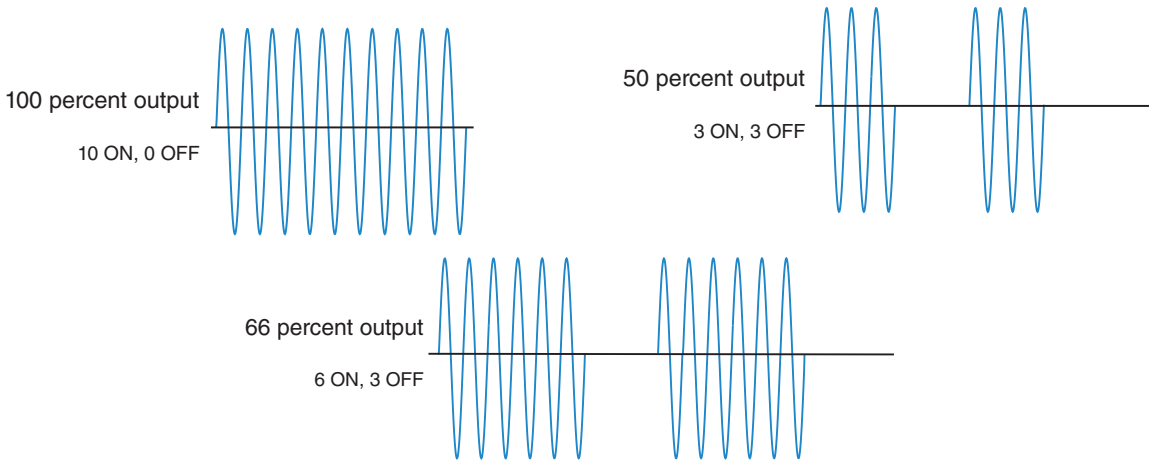 100 percent output
10 ON, 0 OFF
50 percent output
3 ON, 3 OFF
66 percent output
6 ON, 3 OFF